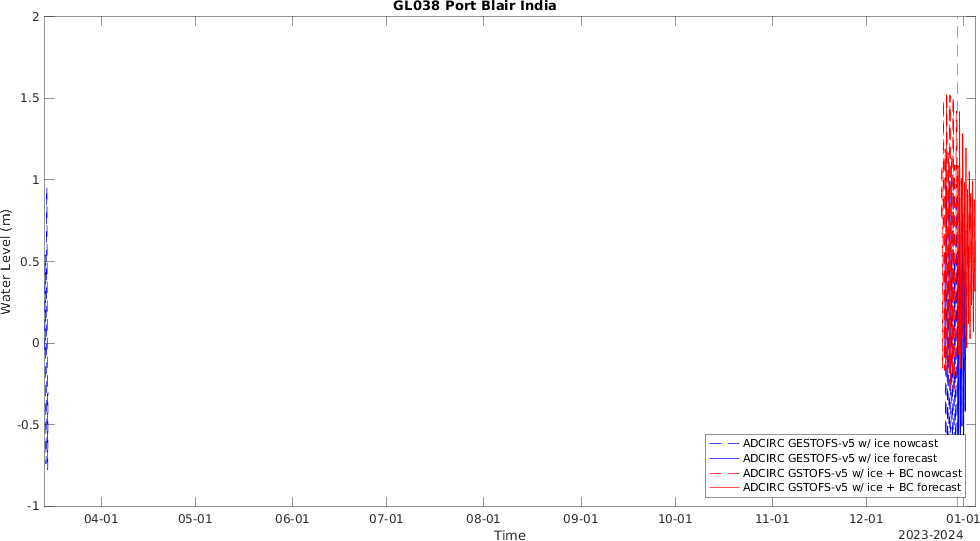 GL038 Port Blair India
2
1.5
1
0.5
0
-0.5
-1
Water Level (m)
04-01 05-01 06-01 07-01 08-01 09-01 10-01 11-01 12-01 01-01
Time
2023-2024
ADCIRC GESTOFS-v5 w/ ice nowcast
ADCIRC GESTOFS-v5 w/ ice forecast
ADCIRC GSTOFS-v5 w/ ice + BC nowcast
ADCIRC GSTOFS-v5 w/ ice + BC forecast